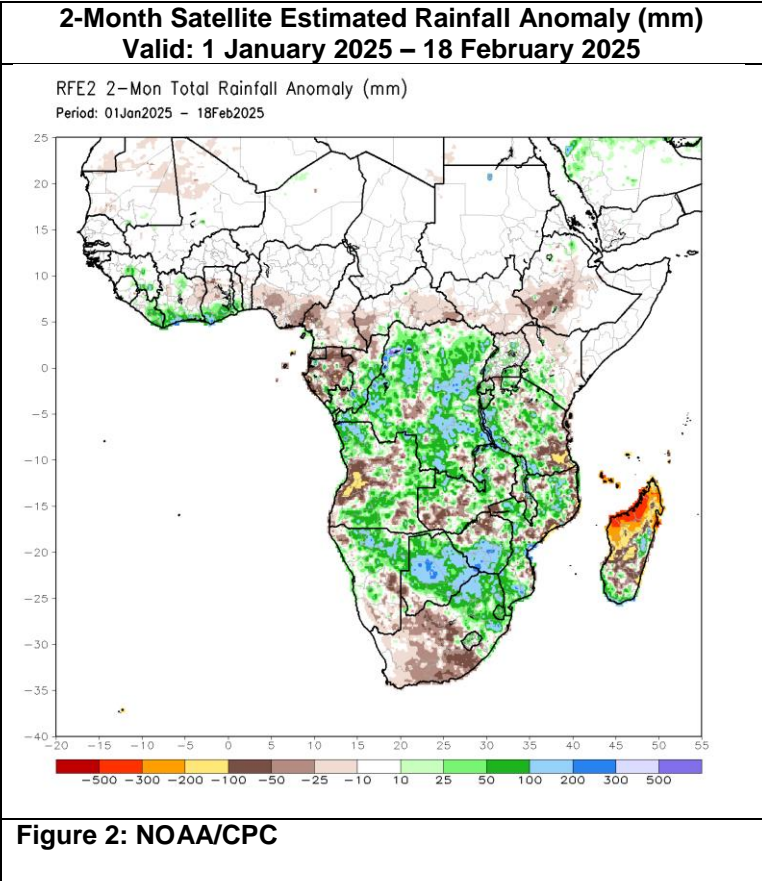 2-Month Satellite Estimated Rainfall Anomaly (mm)
Valid: 1 January 2025 – 18 February 2025
RFE2 2-Mon Total Rainfall Anomaly (mm)
Period: 01Jan2025 – 18Feb2025
25
20
15
10
5
0
-5
-10
-15
-20
-25
-30
-35
-40
-20 -15 -10 -5 0 5 10 15 20 25 30 35 40 45 50 55
-500 -300 -200 -100 -50 -25 -10 10 25 50 100 200 300 500
Figure 2: NOAA/CPC